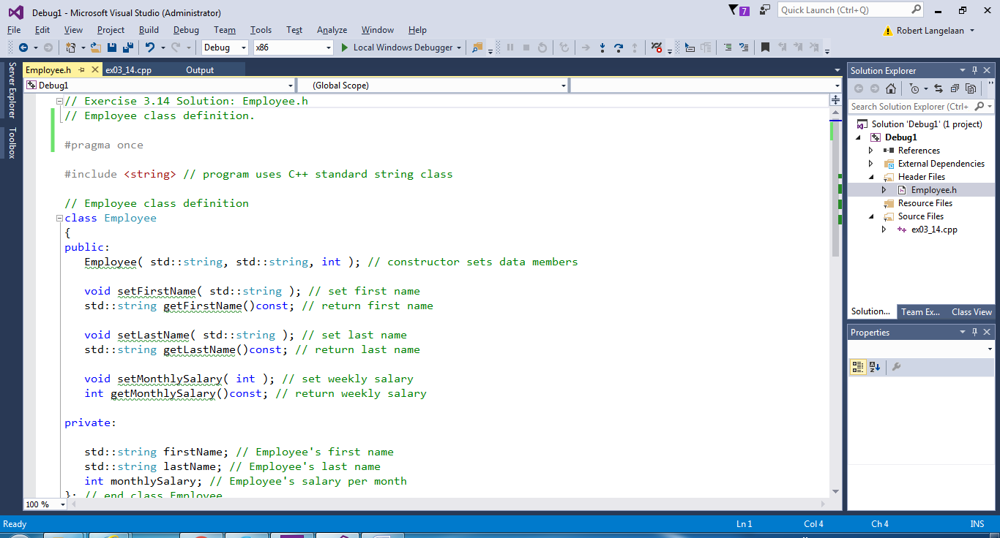 Debug1 - Microsoft Visual Studio (Administrator)
7
Quick Launch (Ctrl+Q)
File Edit View Project Build Debug Team Tools Test Analyze Window Help
Robert Langelaan
Debug x86 Local Windows Debugger
Server Explorer
Toolbox
Employee.h ex03_14.cpp Output
Debug1 (Global Scope)
// Exercise 3.14 Solution: Employee.h
// Employee class definition.
#pragma once
#include <string> // program uses C++ standard string class
// Employee class definition
class Employee
{
public:
Employee( std::string, std::string, int ); // constructor sets data members
void setFirstName( std::string ); // set first name
std::string getFirstName()const; // return first name
void setLastName( std::string ); // set last name
std::string getLastName()const; // return last name
void setMonthlySalary( int ); // set weekly salary
int getMonthlySalary()const; // return weekly salary
private:
std::string firstName; // Employee's first name
std::string lastName; // Employee's last name
int monthlySalary; // Employee's salary per month
}; // end class Employee
100 %
Solution Explorer
Search Solution Explorer (Ctrl+
Solution 'Debug1' (1 project)
Debug1
References
External Dependencies
Header Files
Employee.h
Resource Files
Source Files
ex03_14.cpp
Solution... Team Ex... Class View
Properties
Ready Ln 1 Col 4 Ch 4 INS